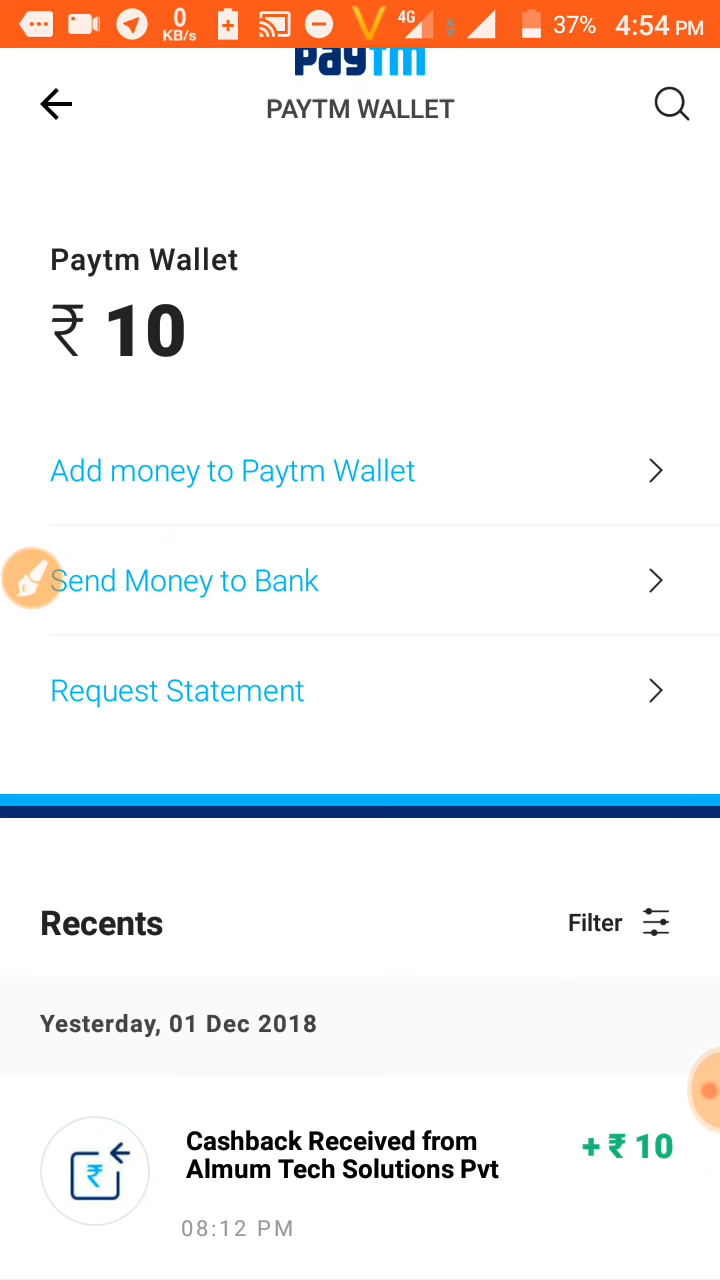 0 KB/s 4G 37% 4:54 PM
paytm
PAYTM WALLET
Paytm Wallet
₹ 10
Add money to Paytm Wallet
Send Money to Bank
Request Statement
Recents
Filter
Yesterday, 01 Dec 2018
Cashback Received from
+ ₹ 10
Almum Tech Solutions Pvt
08:12 PM